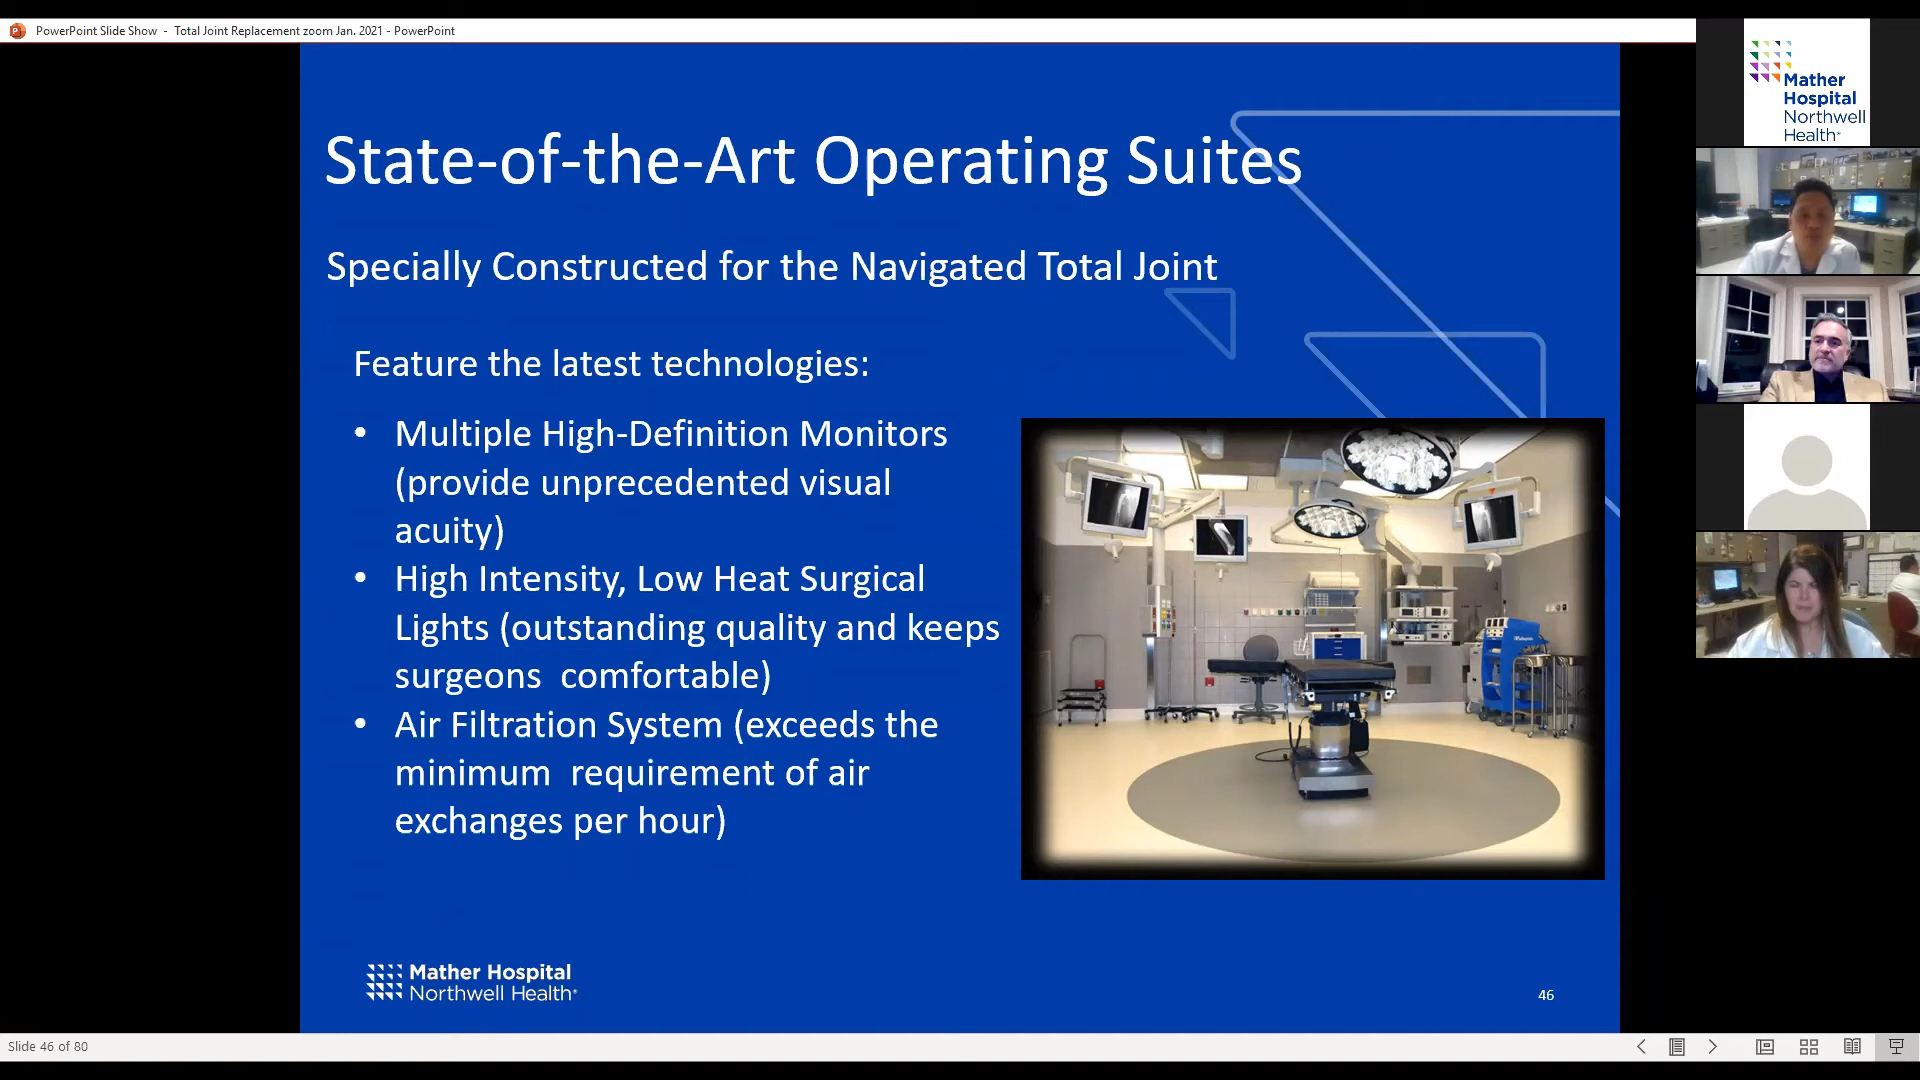 PowerPoint Slide Show - Total Joint Replacement zoom Jan. 2021 - PowerPoint
Mather
Hospital
Northwell
Health®
State-of-the-Art Operating Suites
Specially Constructed for the Navigated Total Joint
Feature the latest technologies:
• Multiple High-Definition Monitors
(provide unprecedented visual
acuity)
• High Intensity, Low Heat Surgical
Lights (outstanding quality and keeps
surgeons comfortable)
• Air Filtration System (exceeds the
minimum requirement of air
exchanges per hour)
Mather Hospital
Northwell Health®
46
Slide 46 of 80